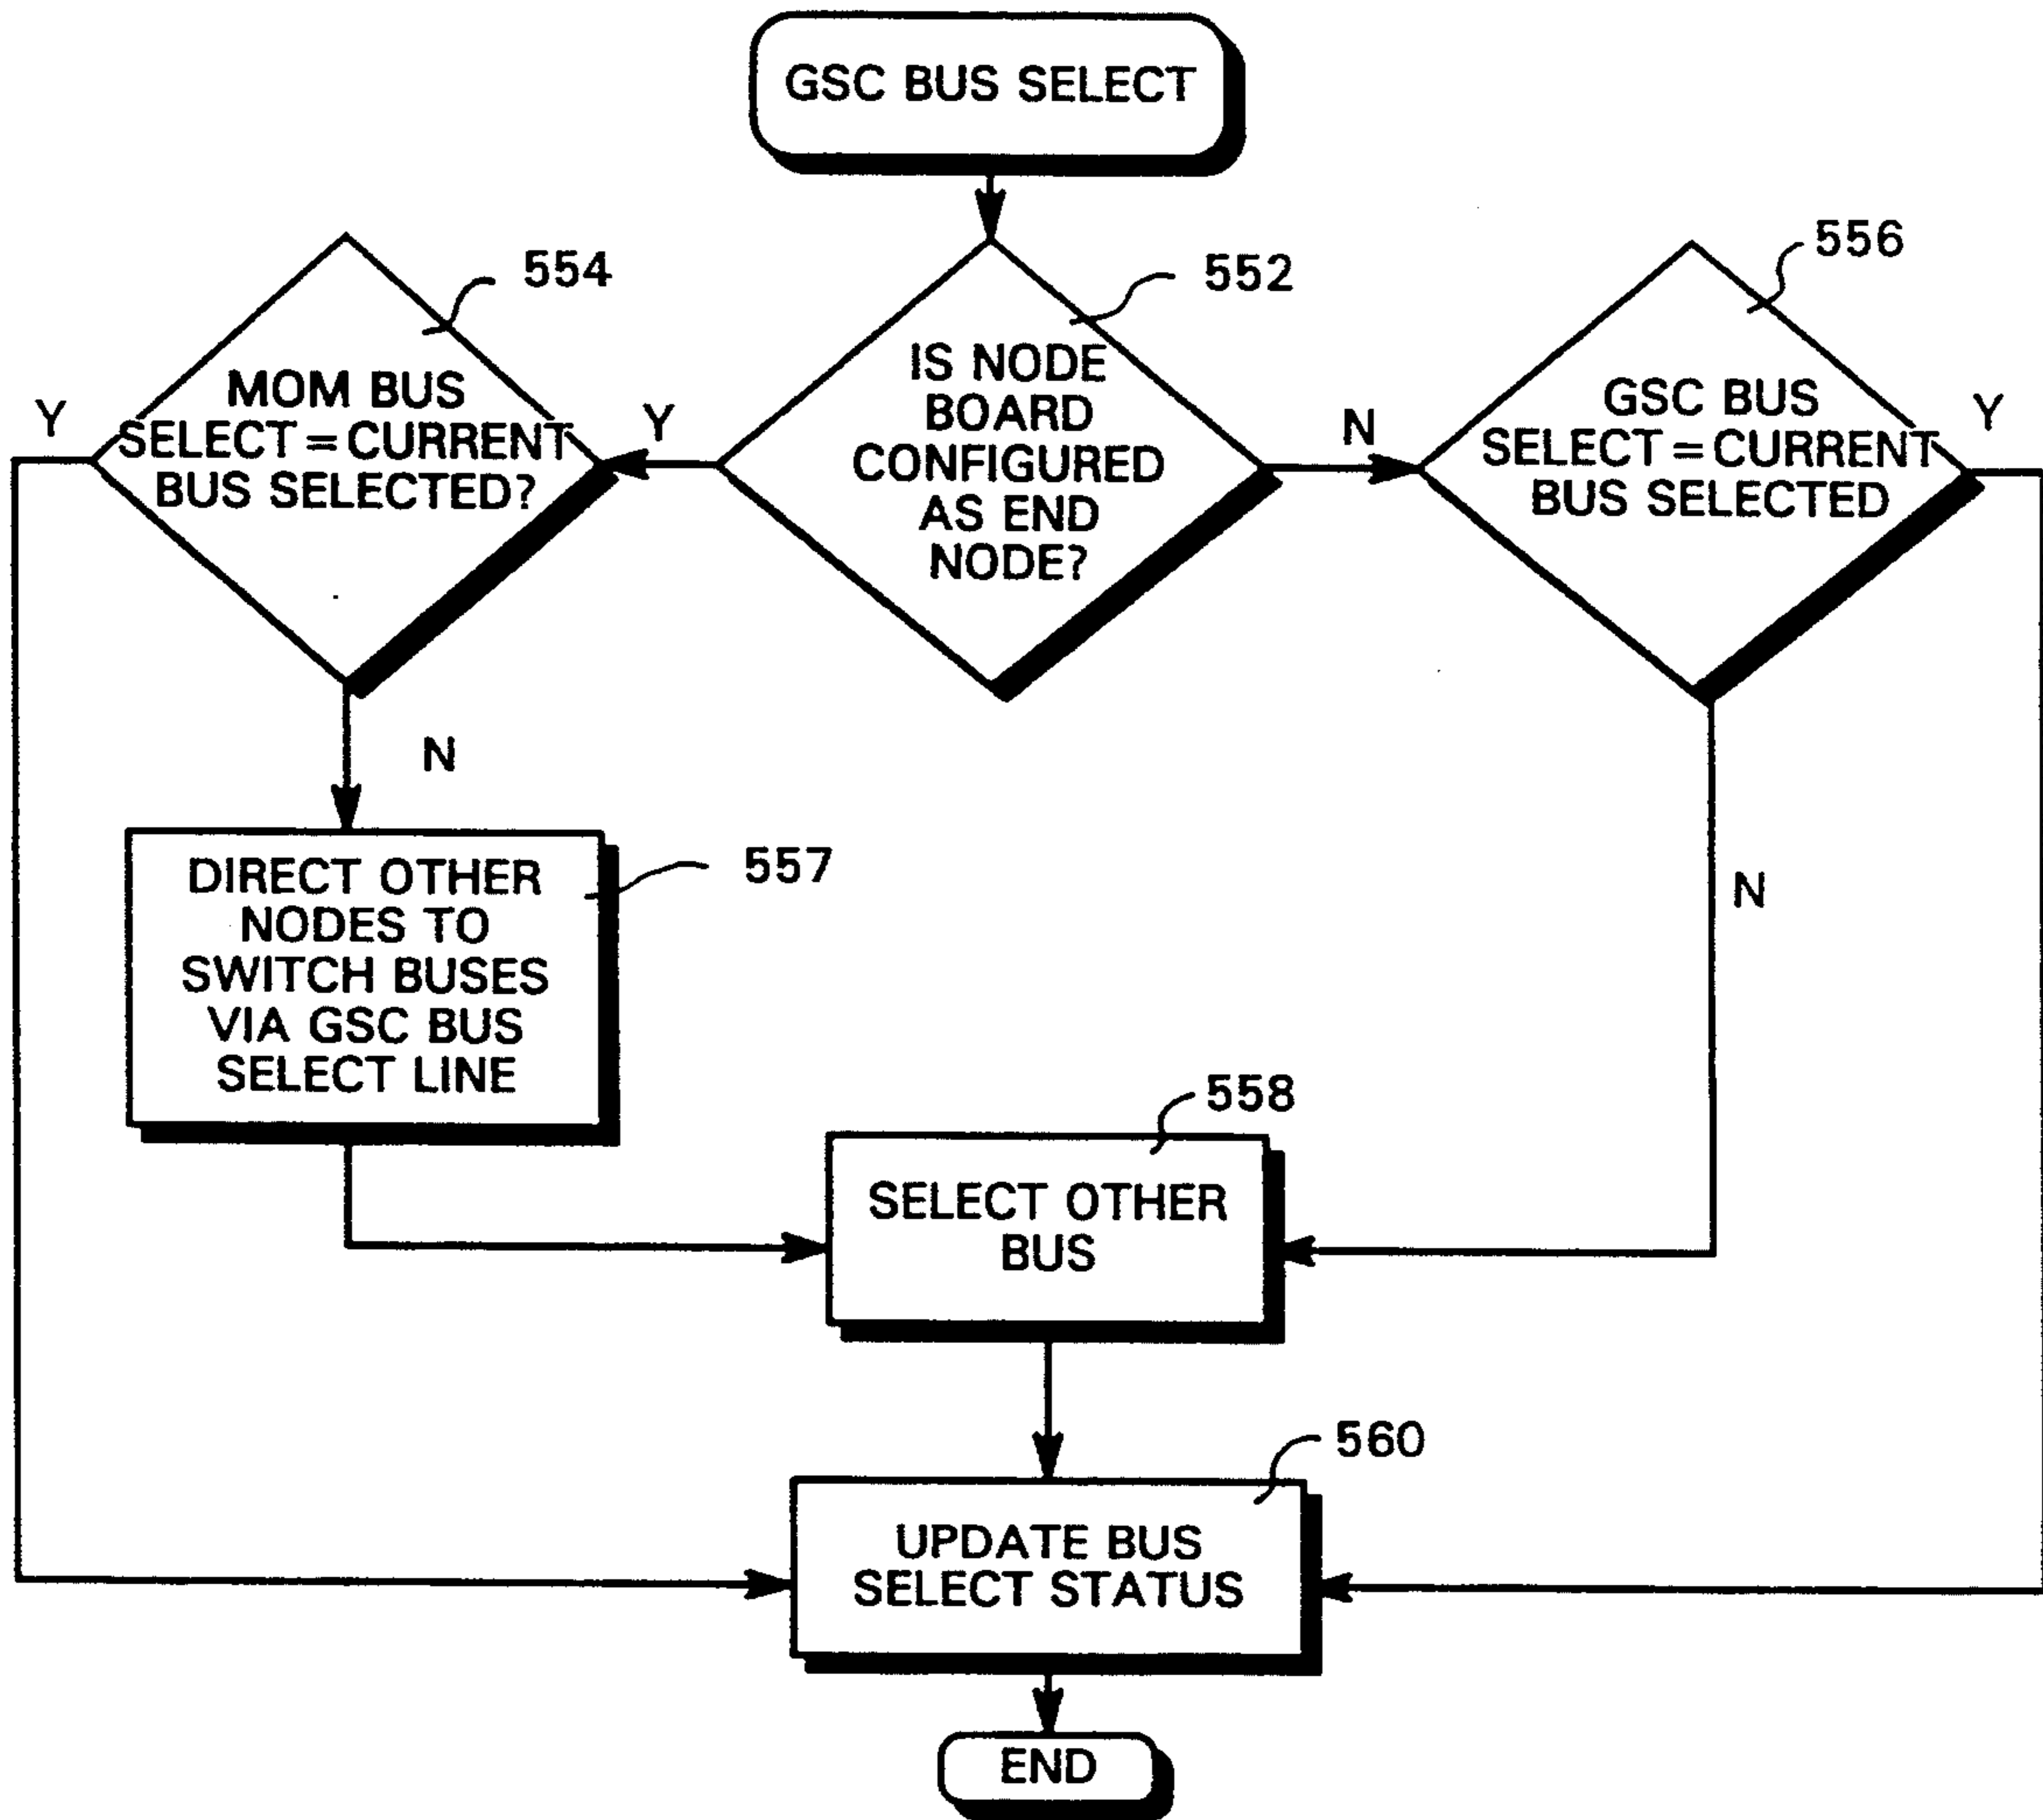 GSC BUS SELECT
554
552
556
MOM BUS
SELECT = CURRENT
BUS SELECTED?
Y
Y
IS NODE
BOARD
CONFIGURED
AS END
NODE?
N
GSC BUS
SELECT = CURRENT
BUS SELECTED
Y
N
N
DIRECT OTHER
NODES TO
SWITCH BUSES
VIA GSC BUS
SELECT LINE
557
558
SELECT OTHER
BUS
560
UPDATE BUS
SELECT STATUS
END